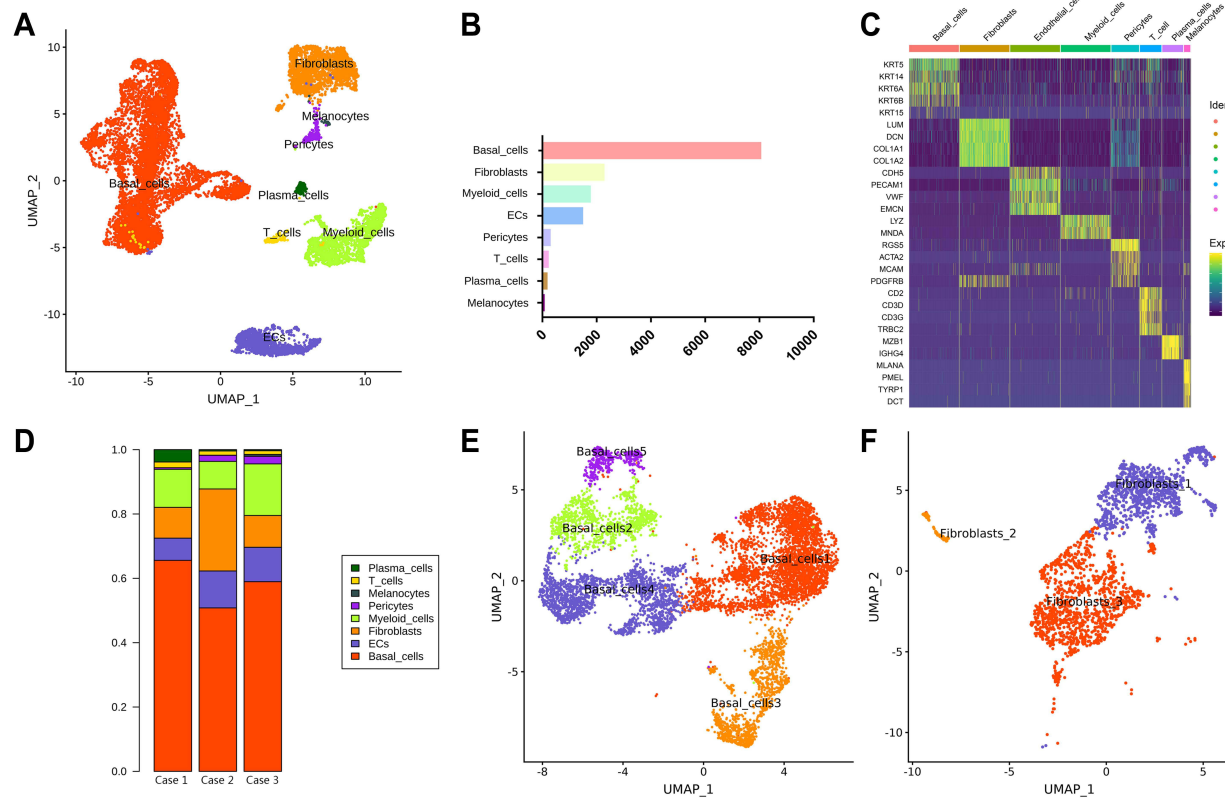 A
10
5
0
-5
-10
-10
-5
0
5
10
UMAP_1
UMAP_2
Fibroblasts
Melanocytes
Pericytes
Basal_cells
Plasma_cells
T_cells
Myeloid_cells
ECs
B
Basal_cells
Fibroblasts
Myeloid_cells
ECs
Pericytes
T_cells
Plasma_cells
Melanocytes
0
2000
4000
6000
8000
10000
C
Basal_cells
Fibroblasts
Myeloid_cells
Pericytes
T_cell
Plasma_cells
Melanocytes
KRT5
KRT14
KRT6A
KRT6B
KRT15
LUM
DCN
COL1A1
COL1A2
CDH5
PECAM1
VWF
EMCN
LYZ
MNDA
RGS5
ACTA2
MCAM
PDGFRB
CD2
CD3D
CD3G
TRBC2
MZB1
IGHG4
MLANA
PMEL
TYRP1
DCT
D
1.0
0.8
0.6
0.4
0.2
0.0
Case 1
Case 2
Case 3
Plasma_cells
T_cells
Melanocytes
Pericytes
Myeloid_cells
Fibroblasts
ECs
Basal_cells
E
5
0
-5
-8
-4
0
4
UMAP_1
UMAP_2
Basal_cells5
Basal_cells2
Basal_cells1
Basal_cells4
Basal_cells3
F
5
0
-5
-10
-10
-5
0
5
UMAP_1
UMAP_2
Fibroblasts_1
Fibroblasts_2
Fibroblasts_3